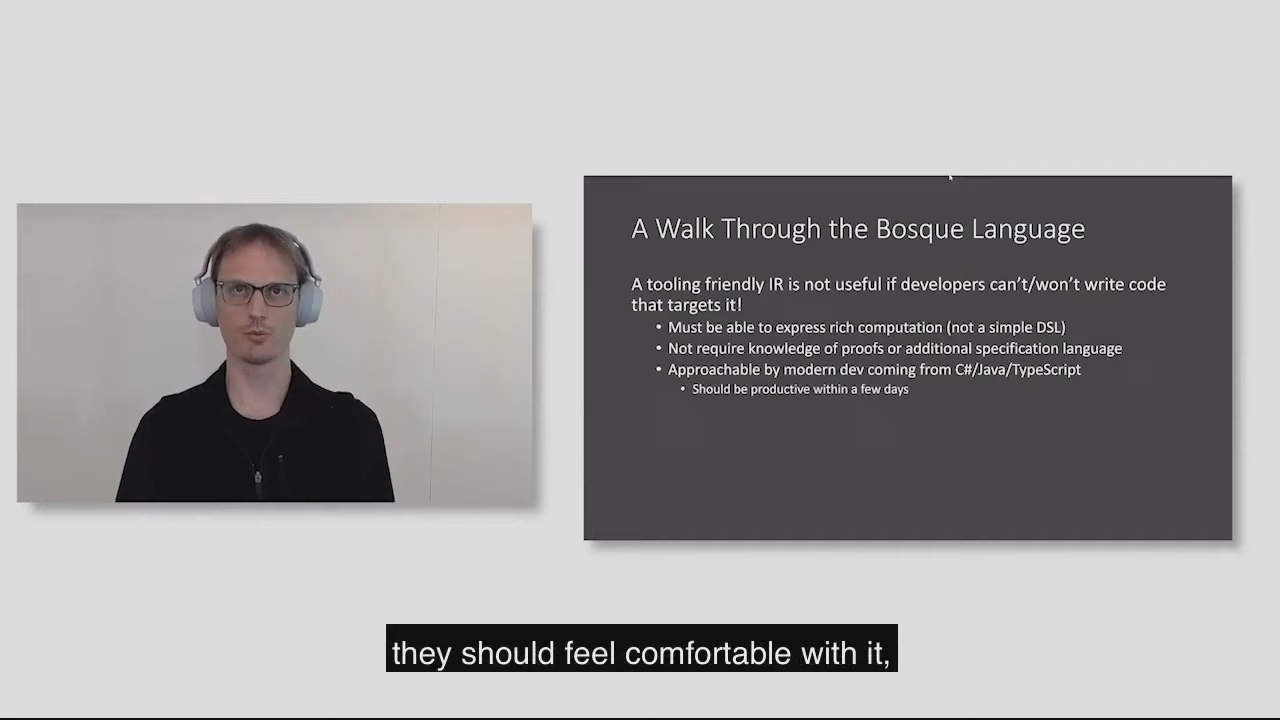 A Walk Through the Bosque Language
A tooling friendly IR is not useful if developers can't/won't write code
that targets it!
• Must be able to express rich computation (not a simple DSL)
• Not require knowledge of proofs or additional specification language
• Approachable by modern dev coming from C#/Java/TypeScript
• Should be productive within a few days
they should feel comfortable with it,